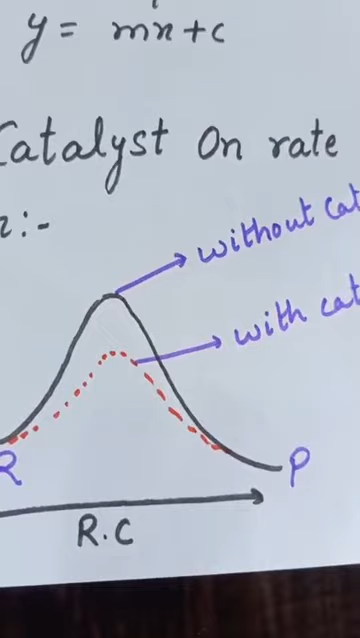 y = mx + c
Catalyst On rate
n:-
without Cat
with cat
R
P
R.C